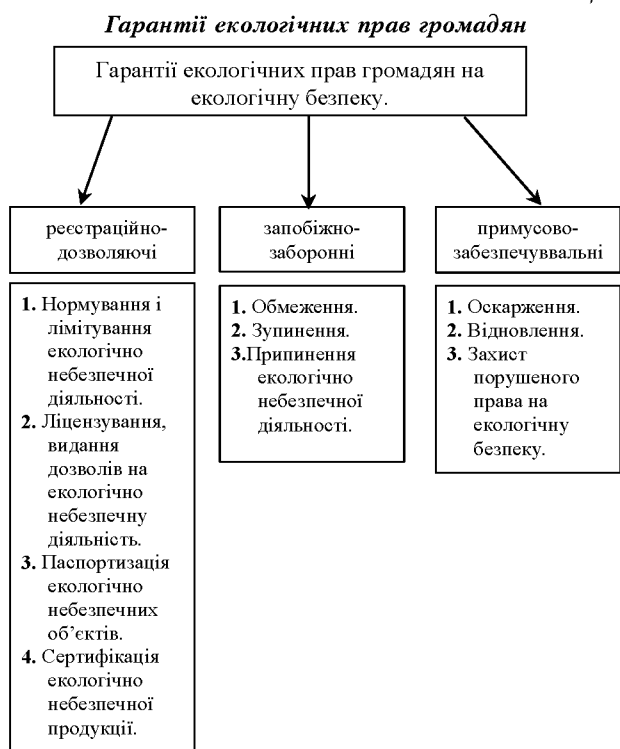 Гарантії екологічних прав громадян
Гарантії екологічних прав громадян на
екологічну безпеку.
реєстраційно-
дозволяючі
1. Нормування і
лімітування
екологічно
небезпечної
діяльності.
2. Ліцензування,
видання
дозволів на
екологічно
небезпечну
діяльність.
3. Паспортизація
екологічно
небезпечних
об’єктів.
4. Сертифікація
екологічно
небезпечної
продукції.
запобіжно-
заборонні
1. Обмеження.
2. Зупинення.
3.Припинення
екологічно
небезпечної
діяльності.
примусово-
забезпечуввальні
1. Оскарження.
2. Відновлення.
3. Захист
порушеного
права на
екологічну
безпеку.